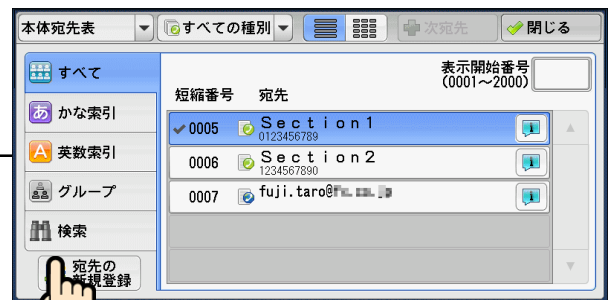 本体宛先表
すべての種別
次宛先
閉じる
すべて
かな索引
英数索引
グループ
検索
宛先の
新規登録
表示開始番号
(0001～2000)
短縮番号 宛先
0005 Section1
0123456789
0006 Section2
1234567890
0007 fuji.taro@
あ
A